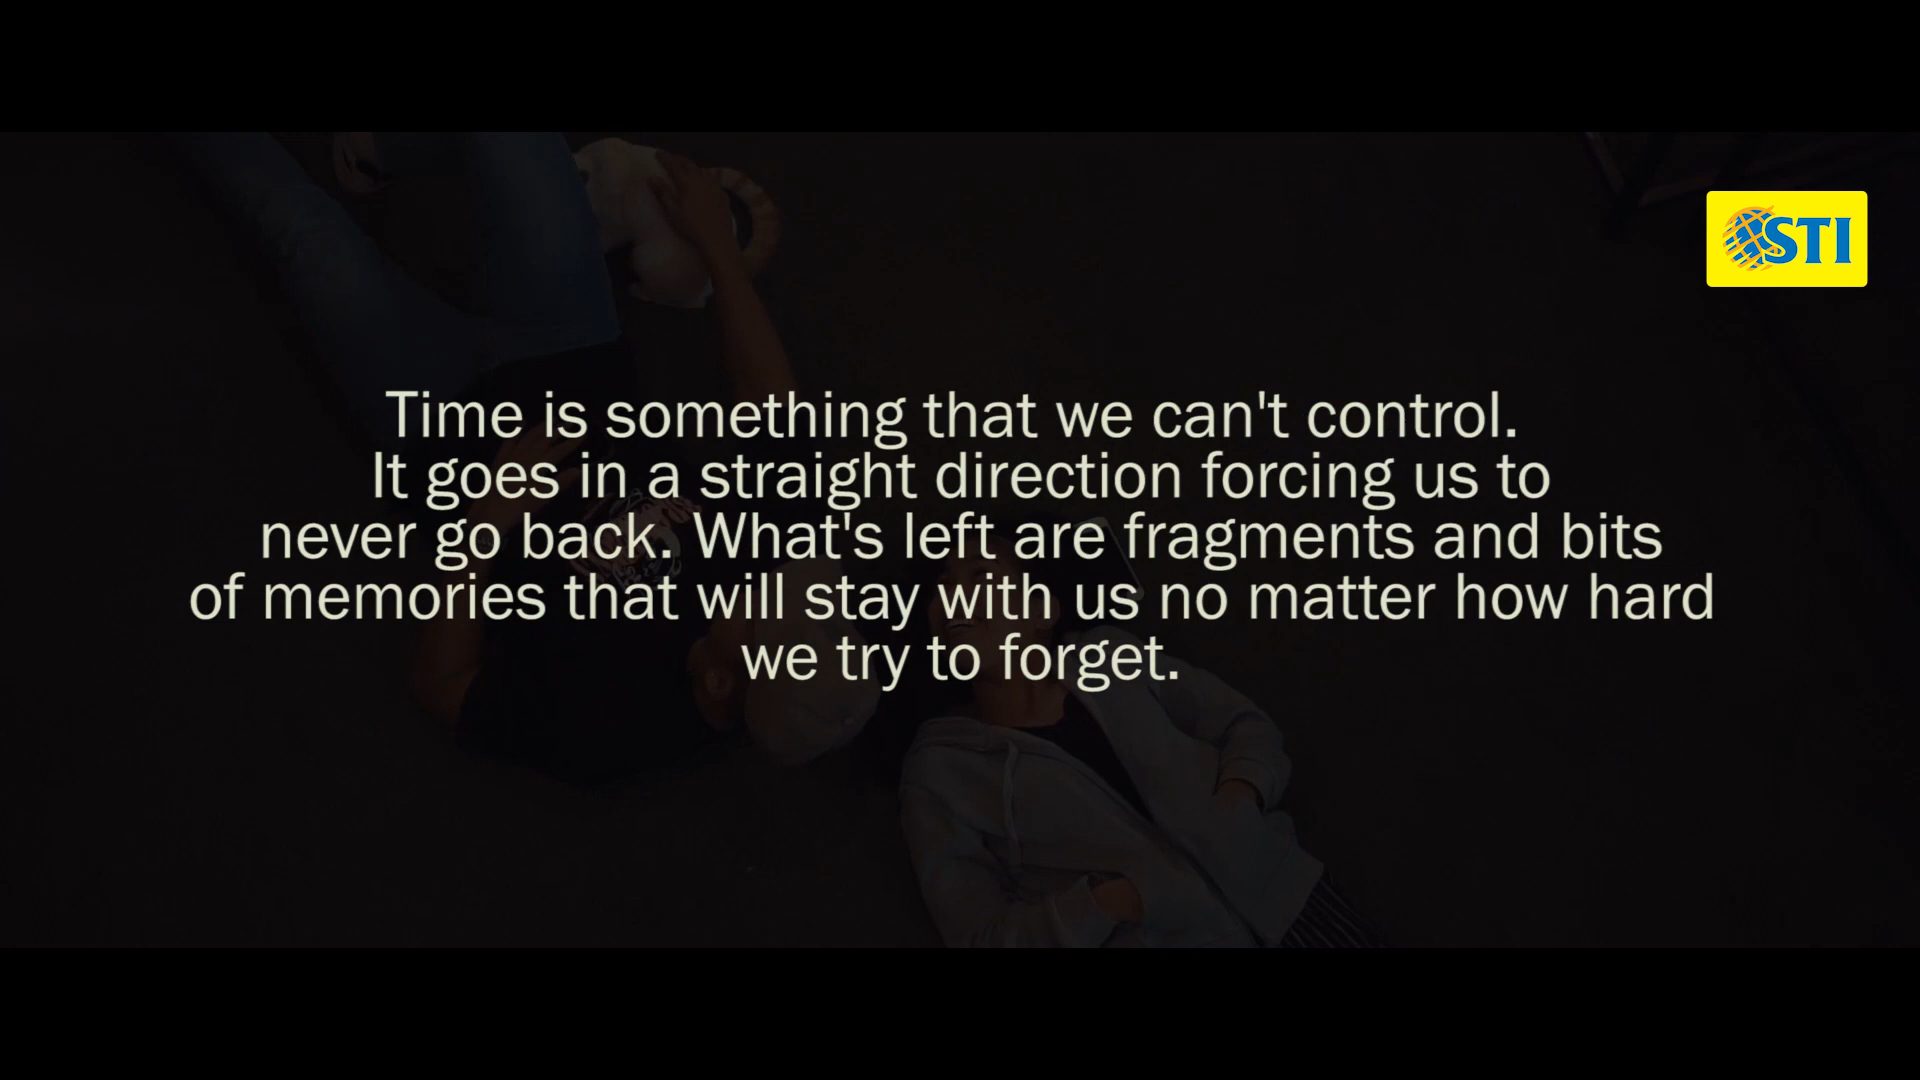 STI
Time is something that we can't control.
It goes in a straight direction forcing us to
never go back. What's left are fragments and bits
of memories that will stay with us no matter how hard
we try to forget.